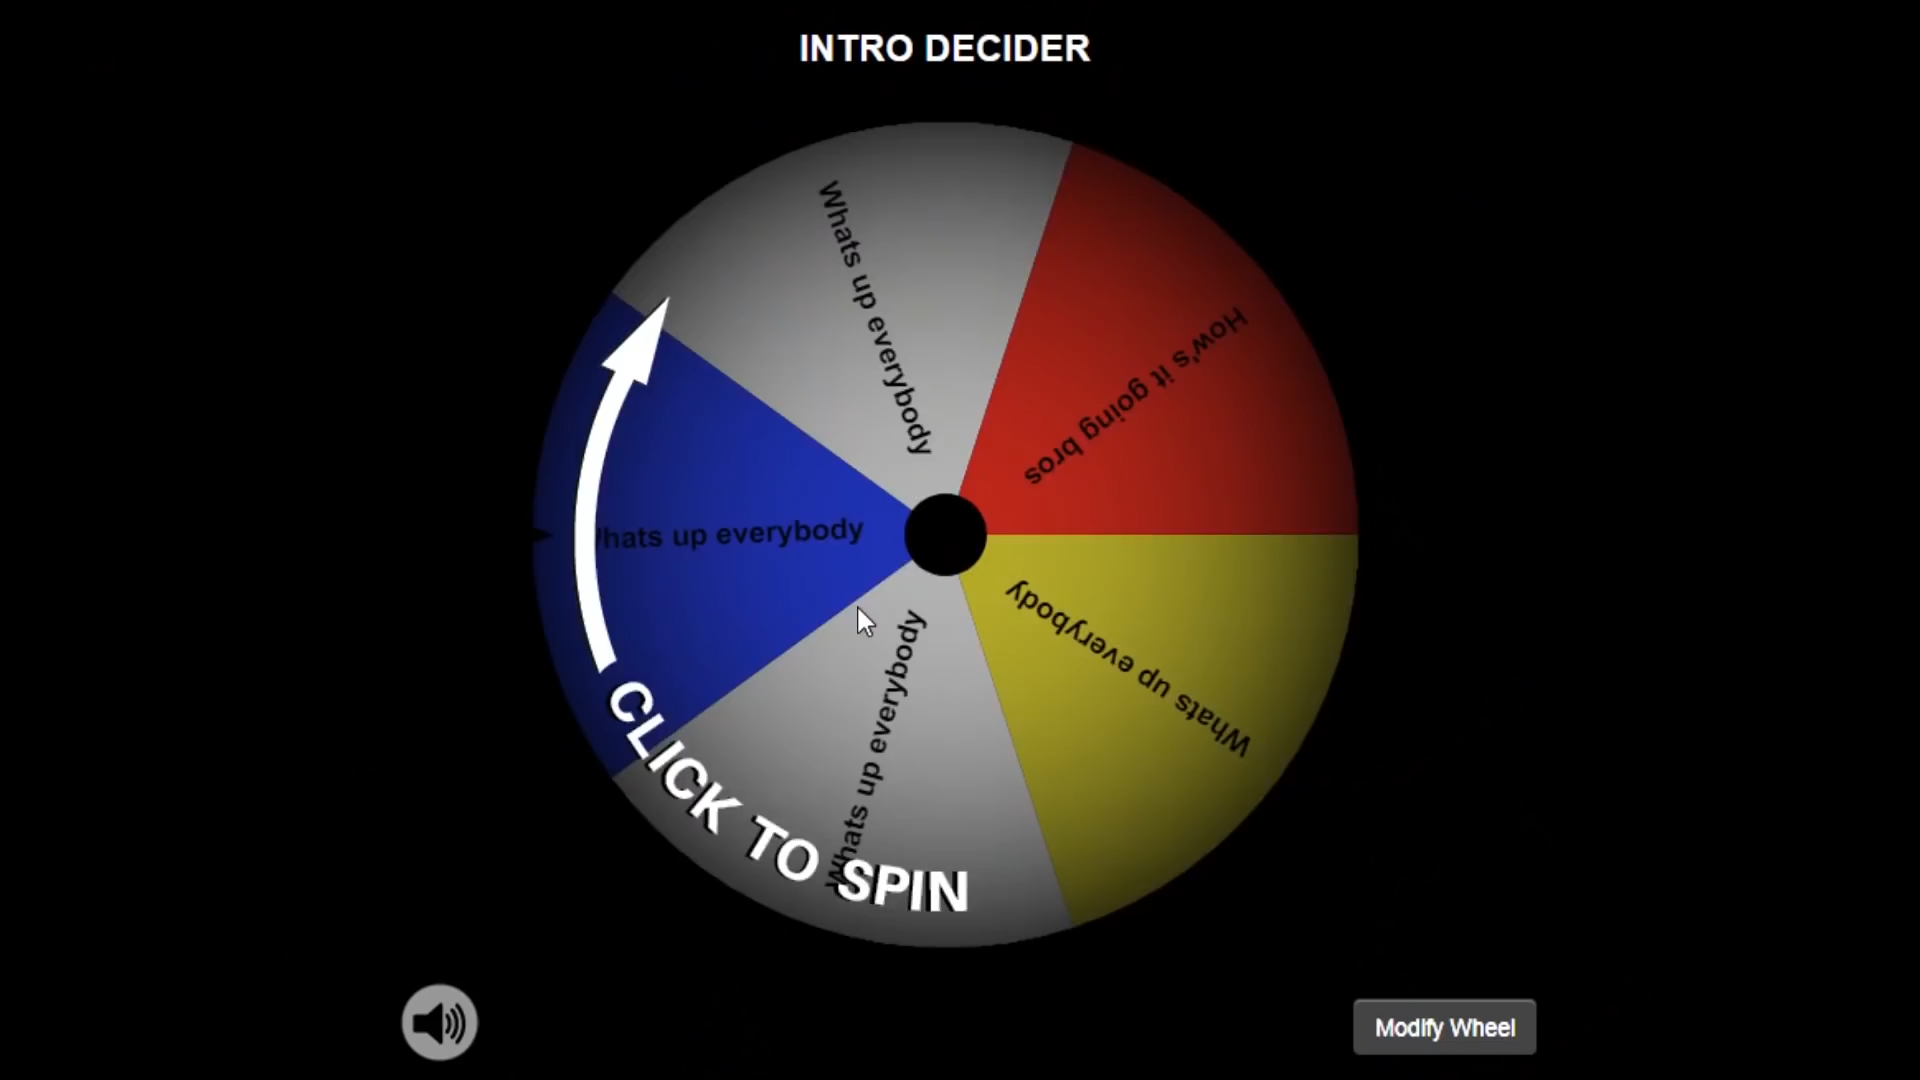 INTRO DECIDER
Whats up everybody
How's it going bros
hats up everybody
Whats up everybody
Whats up everybody
CLICK TO SPIN
Modify Wheel